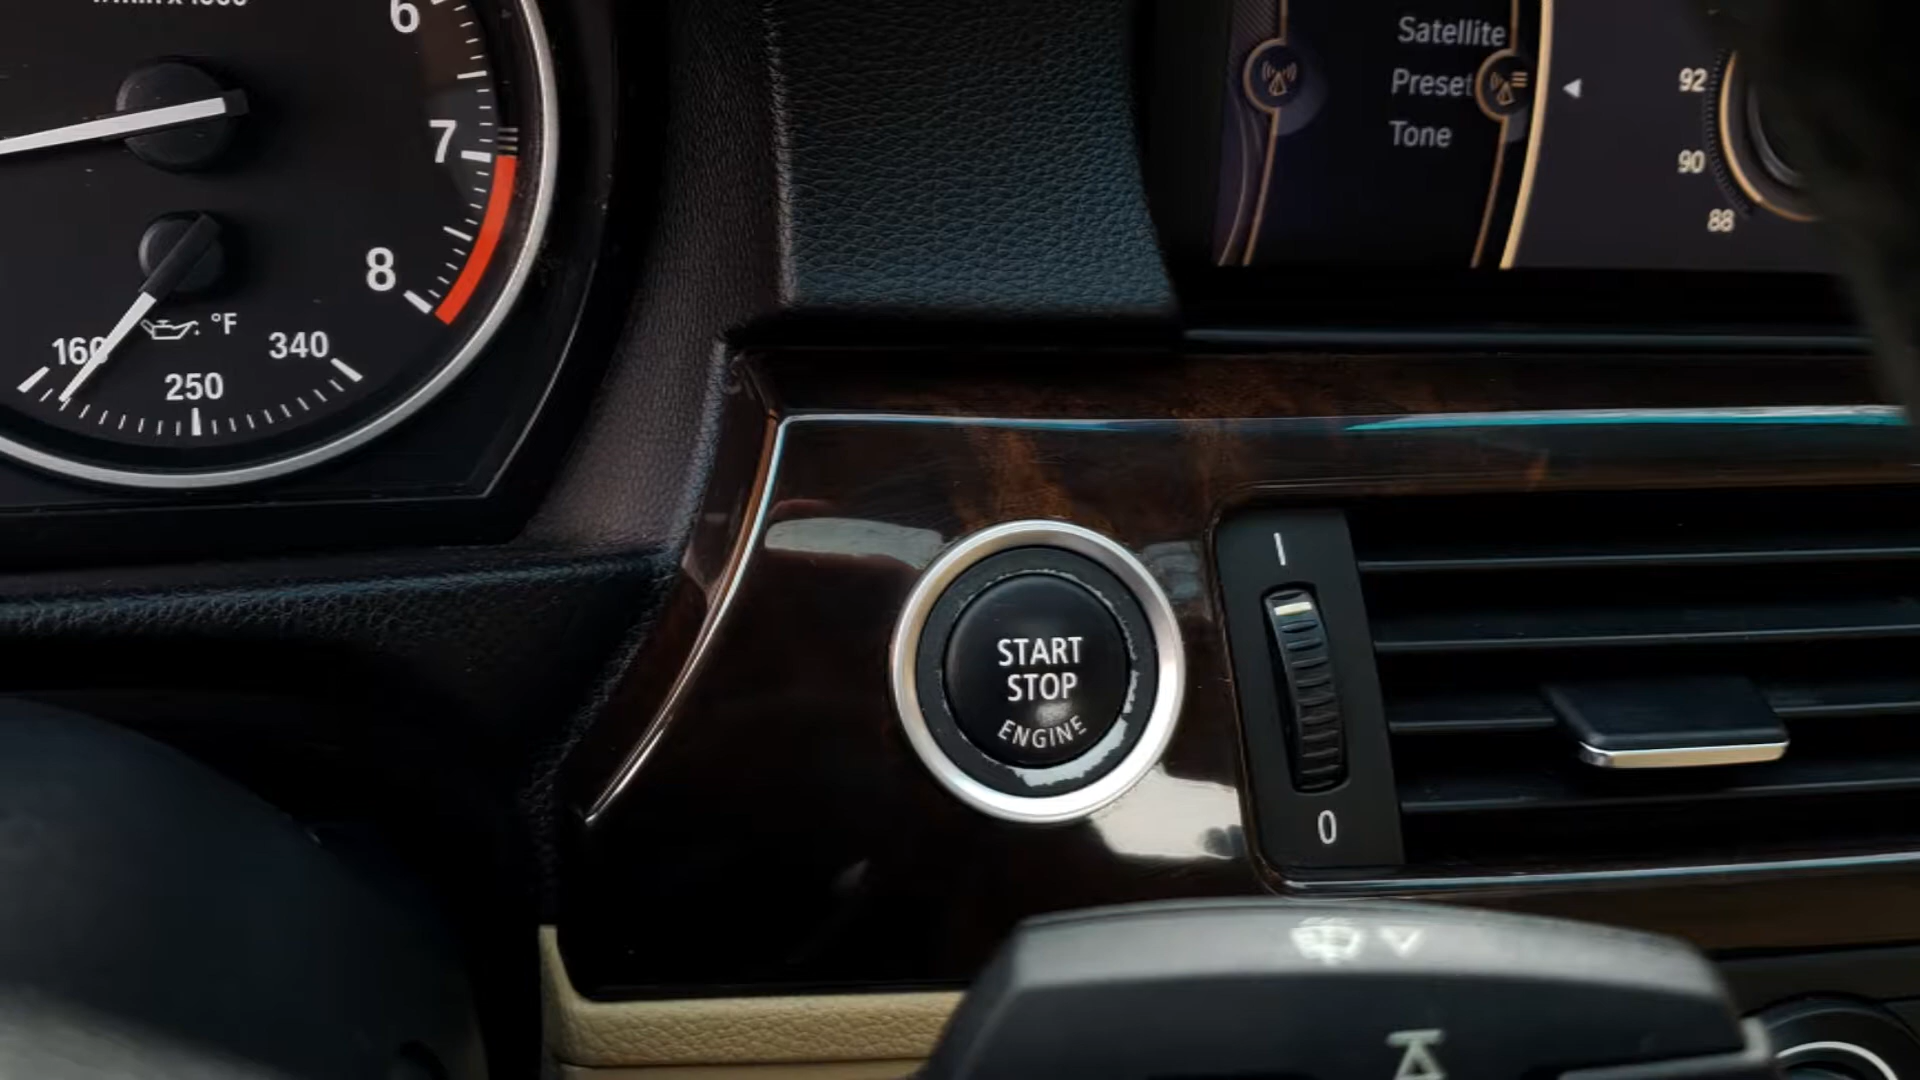 6
7
8
°F
160
250
340
Satellite
Preset
Tone
92
90
88
START
STOP
ENGINE
I
0